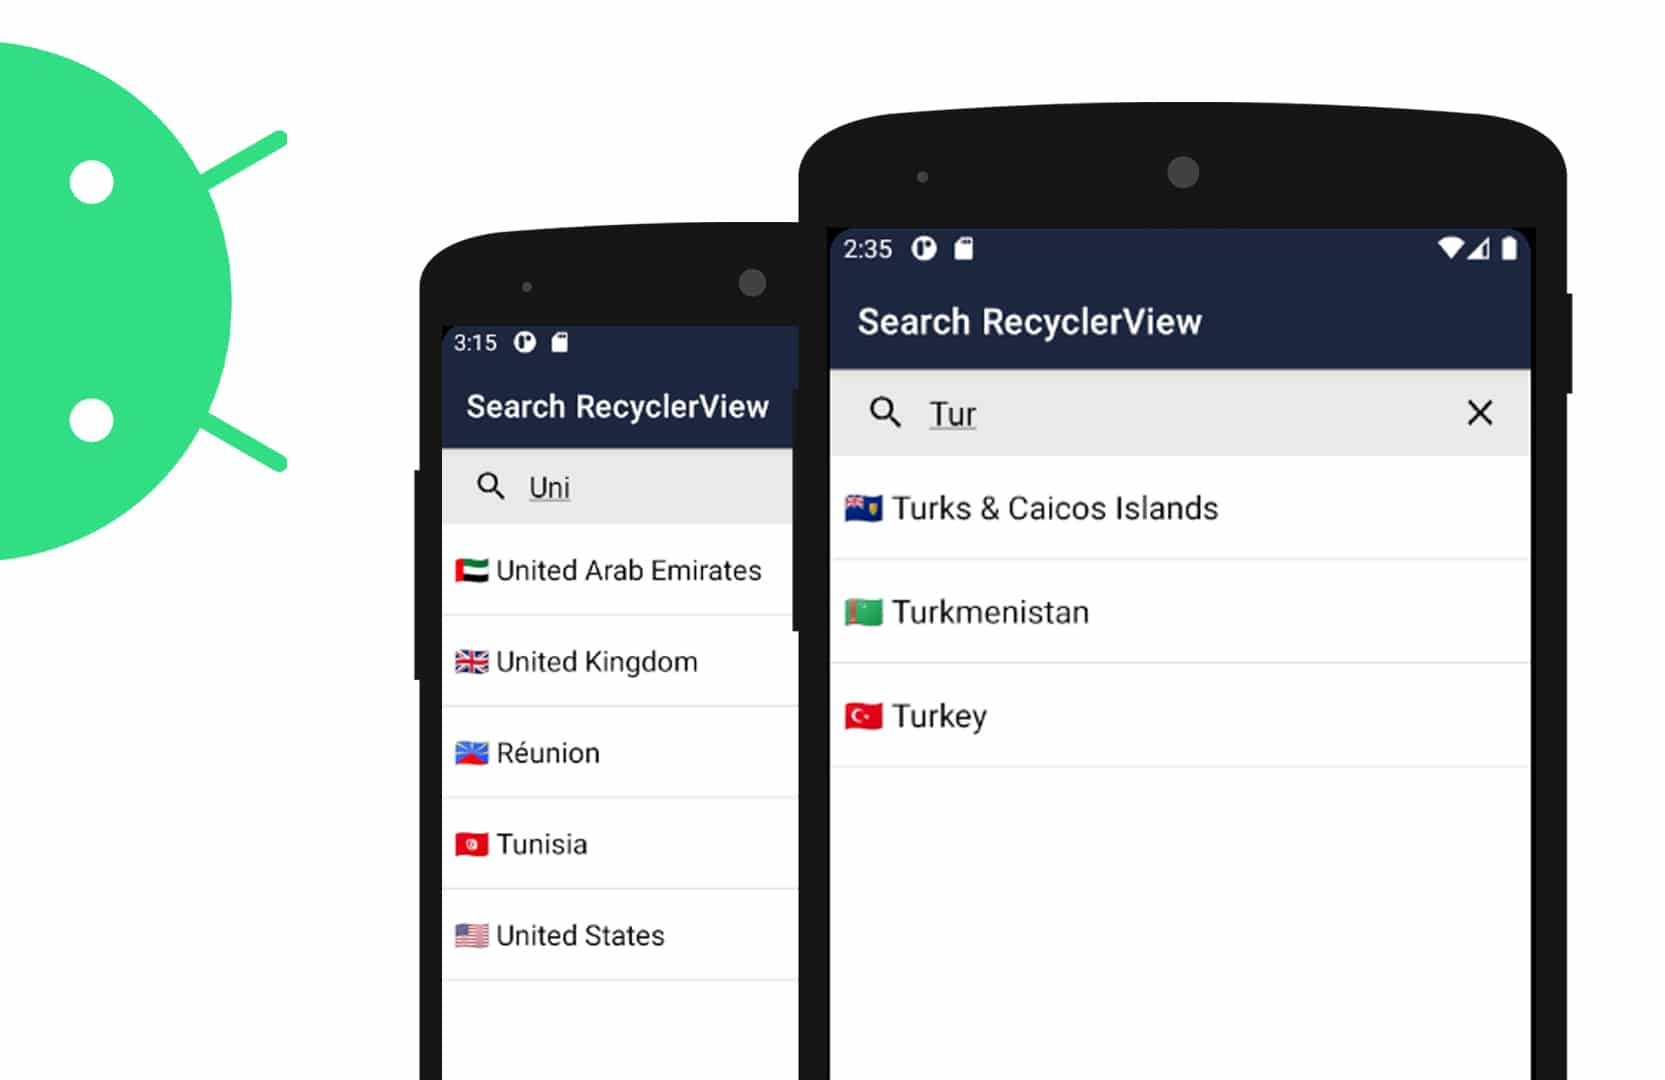 3:15
Search RecyclerView
Uni
United Arab Emirates
United Kingdom
Réunion
Tunisia
United States
2:35
Search RecyclerView
Tur
Turks & Caicos Islands
Turkmenistan
Turkey